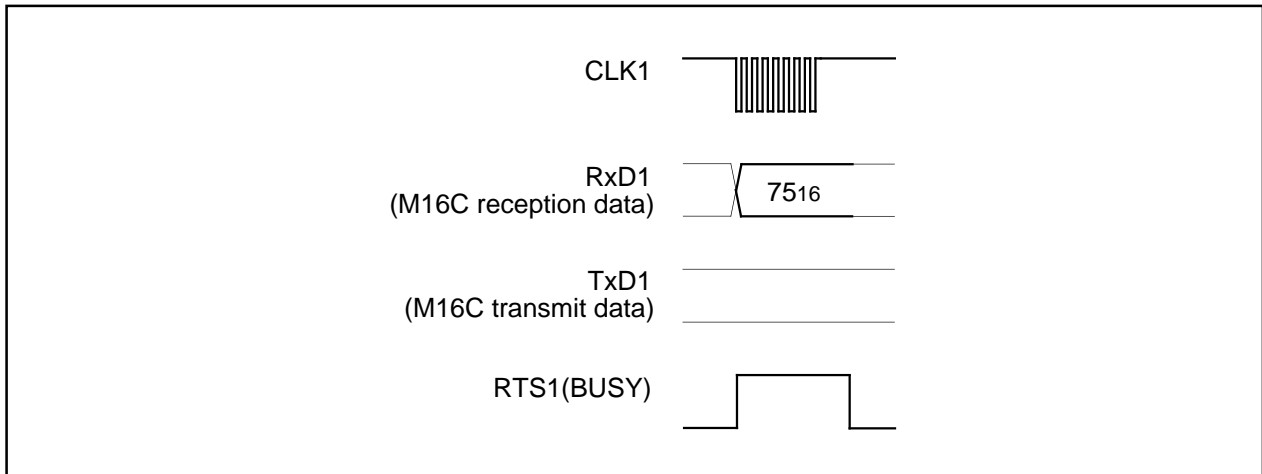 CLK1
RxD1
(M16C reception data)
7516
TxD1
(M16C transmit data)
RTS1(BUSY)